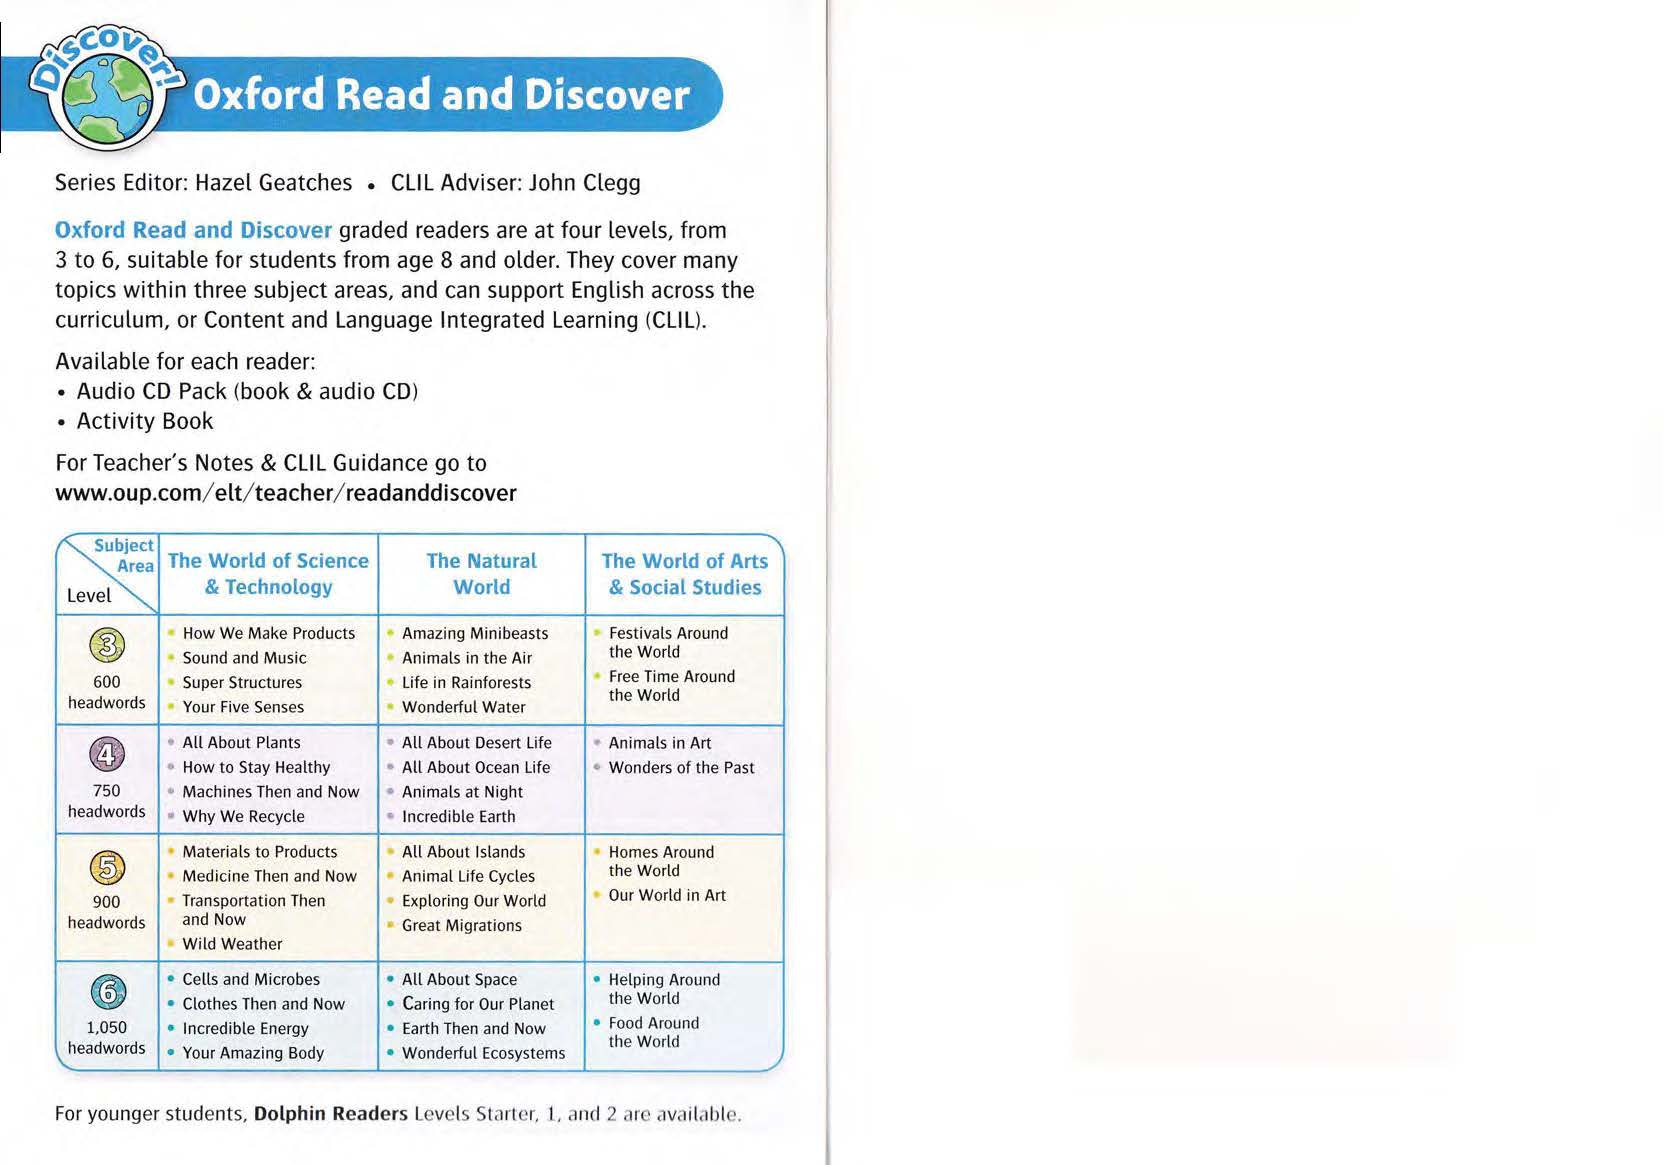 Discover!
Oxford Read and Discover
Series Editor: Hazel Geatches • CLIL Adviser: John Clegg
Oxford Read and Discover graded readers are at four levels, from
3 to 6, suitable for students from age 8 and older. They cover many
topics within three subject areas, and can support English across the
curriculum, or Content and Language Integrated Learning (CLIL).
Available for each reader:
• Audio CD Pack (book & audio CD)
• Activity Book
For Teacher's Notes & CLIL Guidance go to
www.oup.com/elt/teacher/readanddiscover
Subject
Area
Level
The World of Science
& Technology
The Natural
World
The World of Arts
& Social Studies
3
600
headwords
• How We Make Products
• Sound and Music
• Super Structures
• Your Five Senses
• Amazing Minibeasts
• Animals in the Air
• Life in Rainforests
• Wonderful Water
• Festivals Around
the World
• Free Time Around
the World
4
750
headwords
• All About Plants
• How to Stay Healthy
• Machines Then and Now
• Why We Recycle
• All About Desert Life
• All About Ocean Life
• Animals at Night
• Incredible Earth
• Animals in Art
• Wonders of the Past
5
900
headwords
• Materials to Products
• Medicine Then and Now
• Transportation Then
and Now
• Wild Weather
• All About Islands
• Animal Life Cycles
• Exploring Our World
• Great Migrations
• Homes Around
the World
• Our World in Art
6
1,050
headwords
• Cells and Microbes
• Clothes Then and Now
• Incredible Energy
• Your Amazing Body
• All About Space
• Caring for Our Planet
• Earth Then and Now
• Wonderful Ecosystems
• Helping Around
the World
• Food Around
the World
For younger students, Dolphin Readers Levels Starter, 1, and 2 are available.